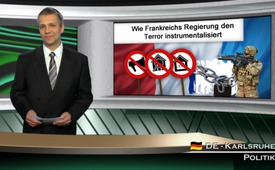 Wie Frankreichs Regierung den
Terror instrumentalisiert
DE - Karlsruhe
Politik